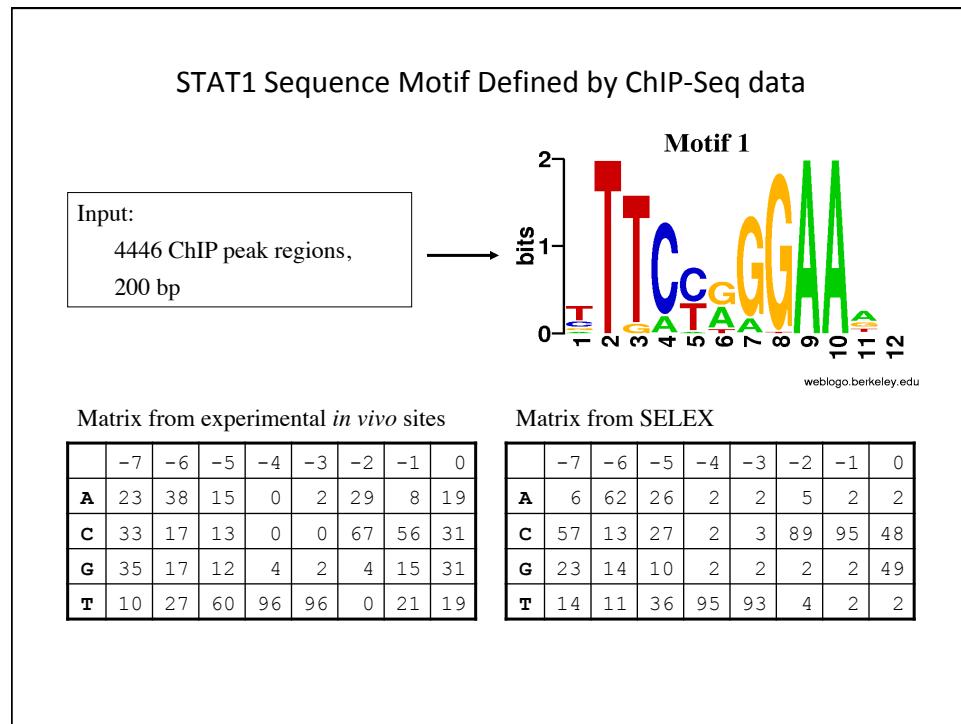 STAT1 Sequence Motif Defined by ChIP-Seq data
Motif 1
Input:
4446 ChIP peak regions,
200 bp
bits
2
1
0
T C G A
T
T G
C A
C T
G A T
G A
G
A
A
A G T
1 2 3 4 5 6 7 8 9 10 11 12
weblogo.berkeley.edu
Matrix from experimental in vivo sites
-7 -6 -5 -4 -3 -2 -1 0
A 23 38 15 0 2 29 8 19
C 33 17 13 0 0 67 56 31
G 35 17 12 4 2 4 15 31
T 10 27 60 96 96 0 21 19
Matrix from SELEX
-7 -6 -5 -4 -3 -2 -1 0
A 6 62 26 2 2 5 2 2
C 57 13 27 2 3 89 95 48
G 23 14 10 2 2 2 2 49
T 14 11 36 95 93 4 2 2